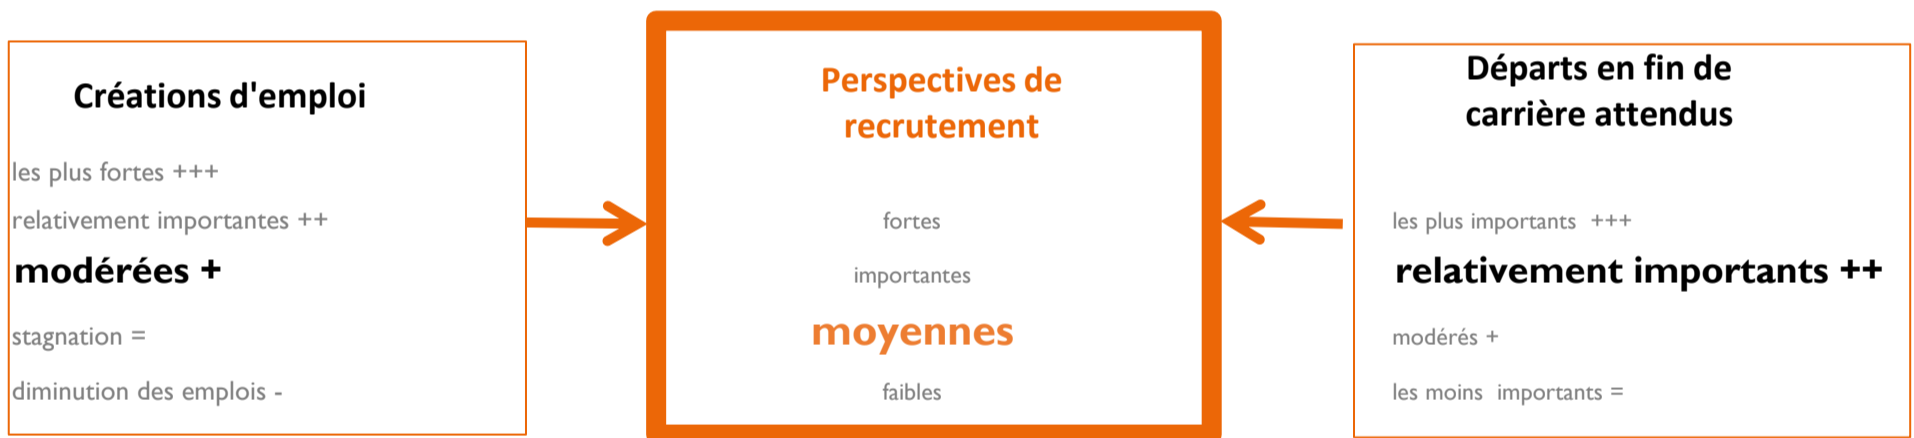 Créations d'emploi
les plus fortes +++
relativement importantes ++
modérées +
stagnation =
diminution des emplois -
Perspectives de
recrutement
fortes
importantes
moyennes
faibles
Départs en fin de
carrière attendus
les plus importants +++
relativement importants ++
modérés +
les moins importants =